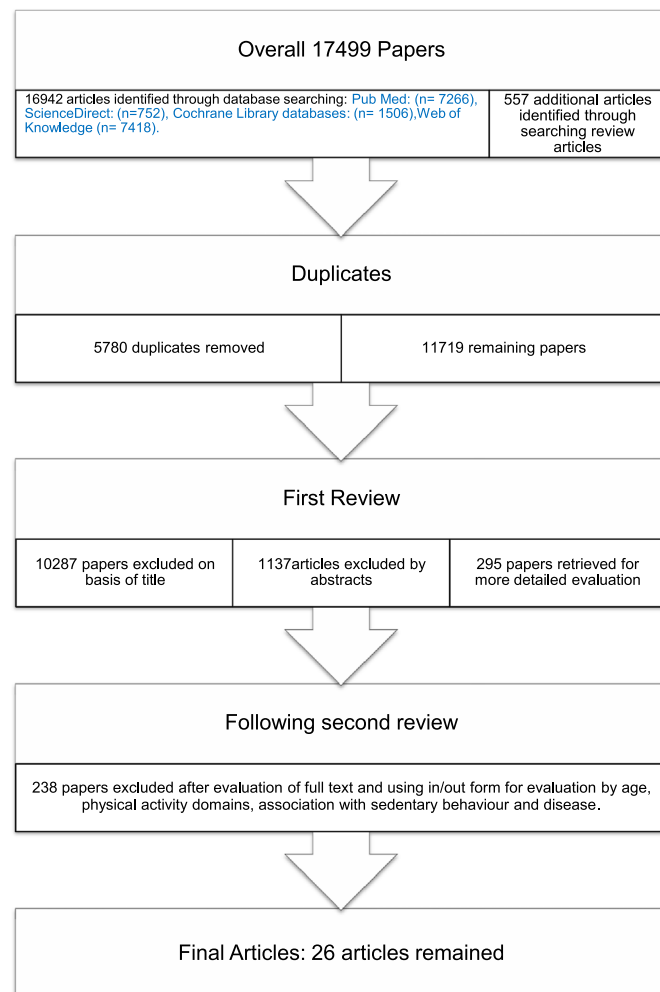 Overall 17499 Papers
16942 articles identified through database searching: Pub Med: (n= 7266),
ScienceDirect: (n=752), Cochrane Library databases: (n= 1506),Web of
Knowledge (n= 7418).
557 additional articles
identified through
searching review
articles
Duplicates
5780 duplicates removed
11719 remaining papers
First Review
10287 papers excluded on
basis of title
1137articles excluded by
abstracts
295 papers retrieved for
more detailed evaluation
Following second review
238 papers excluded after evaluation of full text and using in/out form for evaluation by age,
physical activity domains, association with sedentary behaviour and disease.
Final Articles: 26 articles remained